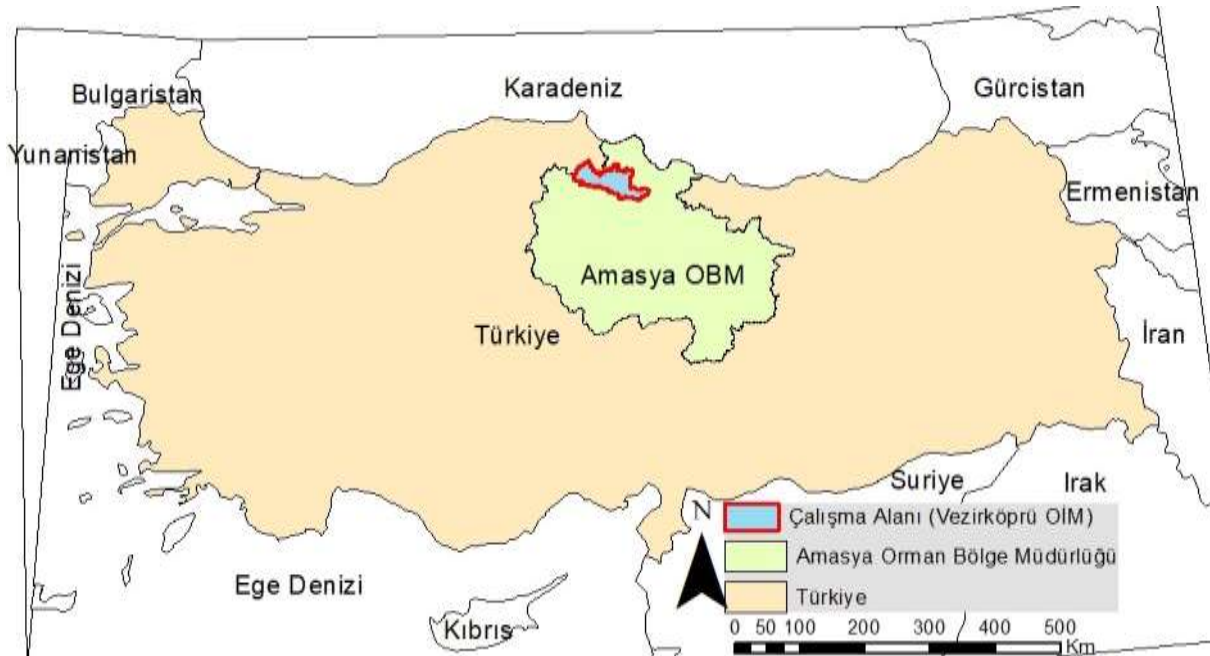 Karadeniz
Gürcistan
Bulgaristan
Yunanistan
Ermenistan
Amasya OBM
Ege Denizi
Türkiye
İran
Suriye
Irak
N
Çalışma Alanı (Vezirköprü OIM)
Amasya Orman Bölge Müdürlüğü
Türkiye
Ege Denizi
Kıbrıs
0 50 100 200 300 400 500
Km